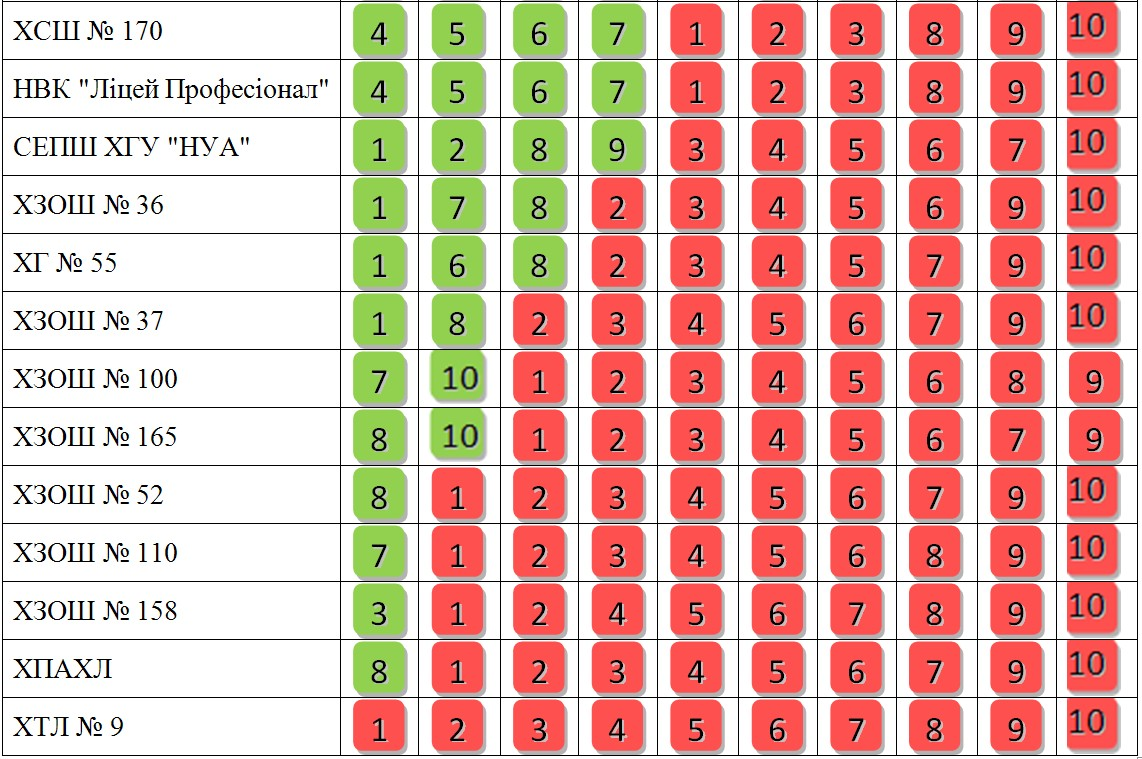 ХСШ № 170 4 5 6 7 1 2 3 8 9 10
НВК "Ліцей Професіонал" 4 5 6 7 1 2 3 8 9 10
СЕПШ ХГУ "НУА" 1 2 8 9 3 4 5 6 7 10
ХЗОШ № 36 1 7 8 2 3 4 5 6 9 10
ХГ № 55 1 6 8 2 3 4 5 7 9 10
ХЗОШ № 37 1 8 2 3 4 5 6 7 9 10
ХЗОШ № 100 7 10 1 2 3 4 5 6 8 9
ХЗОШ № 165 8 10 1 2 3 4 5 6 7 9
ХЗОШ № 52 8 1 2 3 4 5 6 7 9 10
ХЗОШ № 110 7 1 2 3 4 5 6 8 9 10
ХЗОШ № 158 3 1 2 4 5 6 7 8 9 10
ХПАХЛ 8 1 2 3 4 5 6 7 9 10
ХТЛ № 9 1 2 3 4 5 6 7 8 9 10